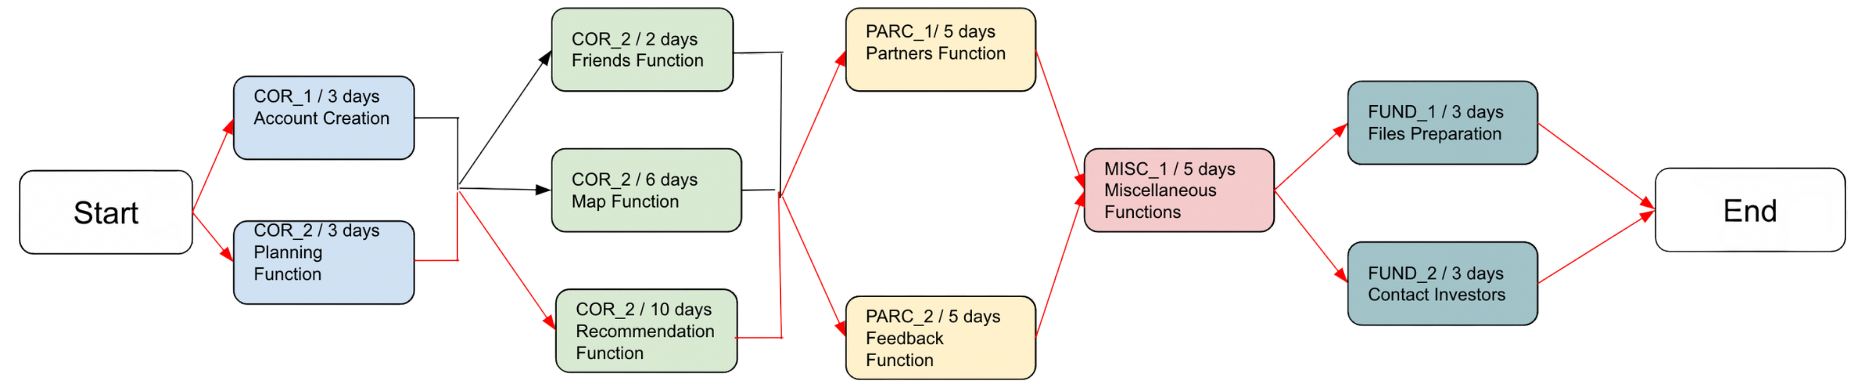 Start
COR_1 / 3 days
Account Creation
COR_2 / 3 days
Planning
Function
COR_2 / 2 days
Friends Function
COR_2 / 6 days
Map Function
COR_2 / 10 days
Recommendation
Function
PARC_1/ 5 days
Partners Function
PARC_2 / 5 days
Feedback
Function
MISC_1 / 5 days
Miscellaneous
Functions
FUND_1 / 3 days
Files Preparation
FUND_2 / 3 days
Contact Investors
End